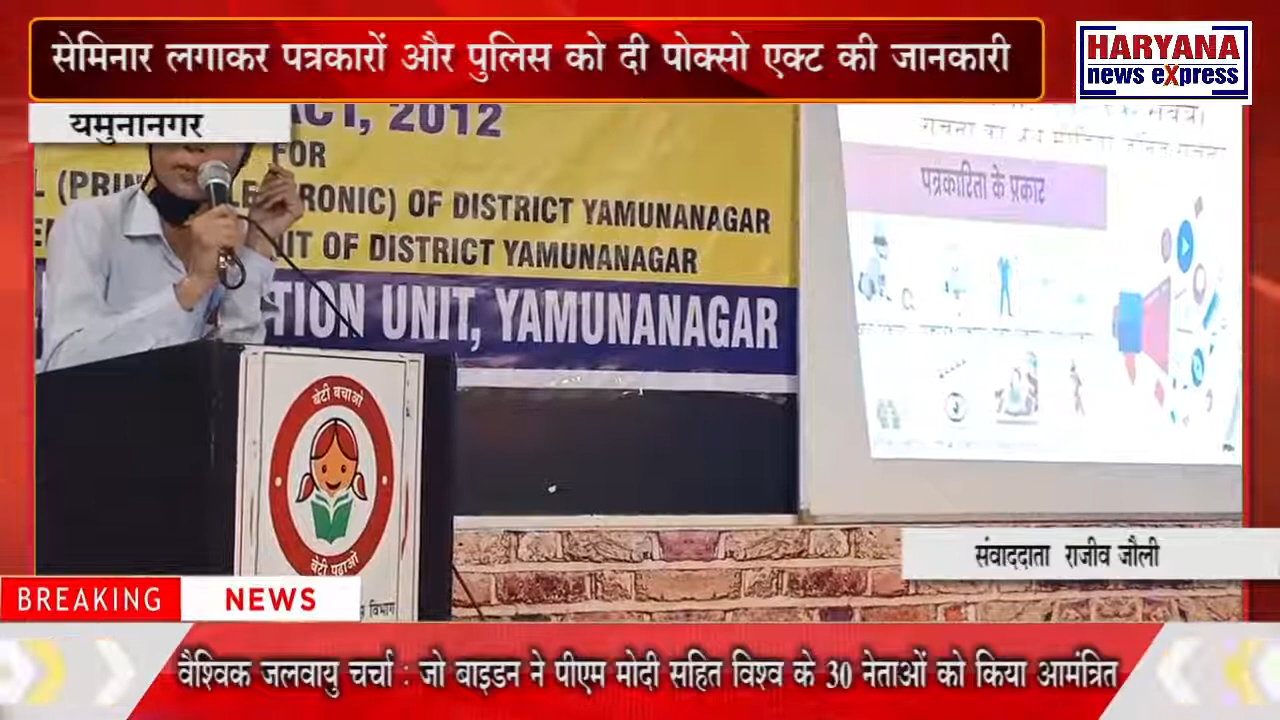 सेमिनार लगाकर पत्रकारों और पुलिस को दी पोक्सो एक्ट की जानकारी
HARYANA
news express
यमुनानगर
ACT, 2012
FOR
RONIC) OF DISTRICT YAMUNANAGAR
OF DISTRICT YAMUNANAGAR
TION UNIT, YAMUNANAGAR
पत्रकारिता के प्रकार
बेटी बचाओ
बेटी पढ़ाओ
विभाग
संवाददाता राजीव जौली
BREAKING NEWS
वैश्विक जलवायु चर्चा : जो बाइडन ने पीएम मोदी सहित विश्व के 30 नेताओं को किया आमंत्रित